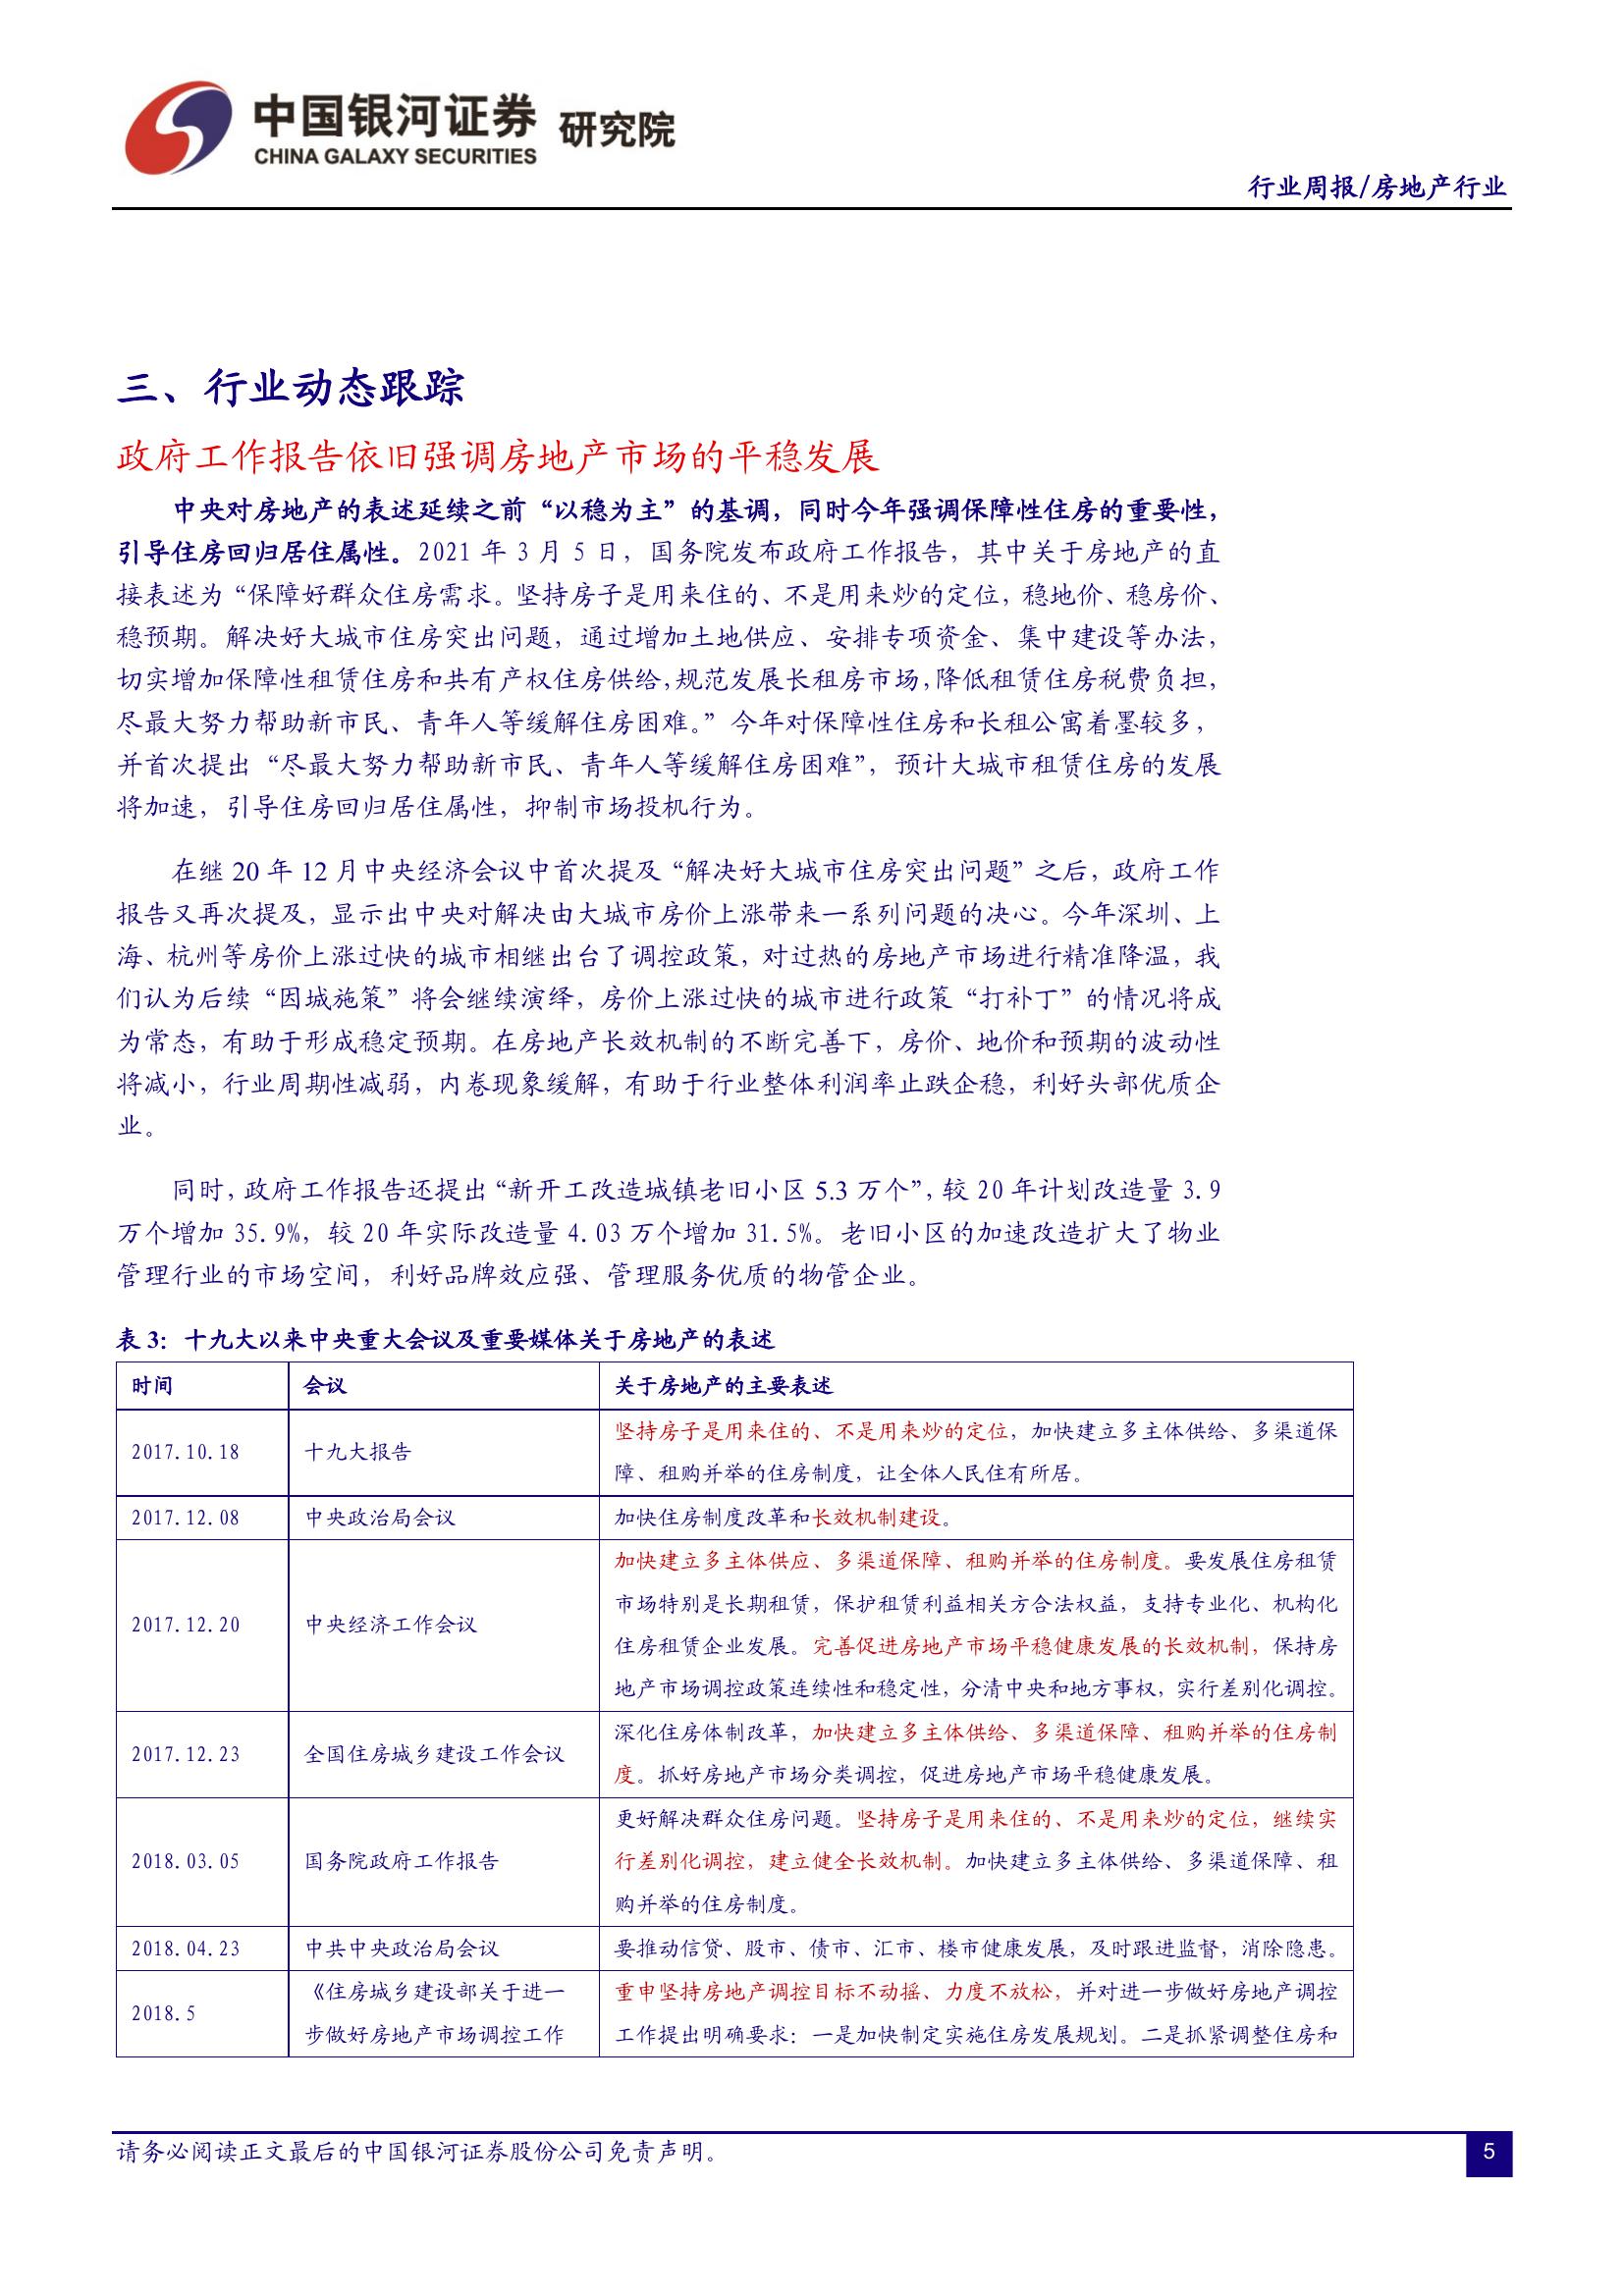 中国银河证券 研究院
CHINA GALAXY SECURITIES
行业周报/房地产行业
三、行业动态跟踪
政府工作报告依旧强调房地产市场的平稳发展
中央对房地产的表述延续之前“以稳为主”的基调，同时今年强调保障性住房的重要性，
引导住房回归居住属性。2021 年 3 月 5 日，国务院发布政府工作报告，其中关于房地产的直
接表述为“保障好群众住房需求。坚持房子是用来住的、不是用来炒的定位，稳地价、稳房价、
稳预期。解决好大城市住房突出问题，通过增加土地供应、安排专项资金、集中建设等办法，
切实增加保障性租赁住房和共有产权住房供给，规范发展长租房市场，降低租赁住房税费负担，
尽最大努力帮助新市民、青年人等缓解住房困难。”今年对保障性住房和长租公寓着墨较多，
并首次提出“尽最大努力帮助新市民、青年人等缓解住房困难”，预计大城市租赁住房的发展
将加速，引导住房回归居住属性，抑制市场投机行为。
在继 20 年 12 月中央经济会议中首次提及“解决好大城市住房突出问题”之后，政府工作
报告又再次提及，显示出中央对解决由大城市房价上涨带来一系列问题的决心。今年深圳、上
海、杭州等房价上涨过快的城市相继出台了调控政策，对过热的房地产市场进行精准降温，我
们认为后续“因城施策”将会继续演绎，房价上涨过快的城市进行政策“打补丁”的情况将成
为常态，有助于形成稳定预期。在房地产长效机制的不断完善下，房价、地价和预期的波动性
将减小，行业周期性减弱，内卷现象缓解，有助于行业整体利润率止跌企稳，利好头部优质企
业。
同时，政府工作报告还提出“新开工改造城镇老旧小区 5.3 万个”，较 20 年计划改造量 3.9
万个增加 35.9%，较 20 年实际改造量 4.03 万个增加 31.5%。老旧小区的加速改造扩大了物业
管理行业的市场空间，利好品牌效应强、管理服务优质的物管企业。
表 3：十九大以来中央重大会议及重要媒体关于房地产的表述
时间 会议 关于房地产的主要表述
2017.10.18 十九大报告 坚持房子是用来住的、不是用来炒的定位，加快建立多主体供给、多渠道保
障、租购并举的住房制度，让全体人民住有所居。
2017.12.08 中央政治局会议 加快住房制度改革和长效机制建设。
2017.12.20 中央经济工作会议 加快建立多主体供应、多渠道保障、租购并举的住房制度。要发展住房租赁
市场特别是长期租赁，保护租赁利益相关方合法权益，支持专业化、机构化
住房租赁企业发展。完善促进房地产市场平稳健康发展的长效机制，保持房
地产市场调控政策连续性和稳定性，分清中央和地方事权，实行差别化调控。
2017.12.23 全国住房城乡建设工作会议 深化住房体制改革，加快建立多主体供给、多渠道保障、租购并举的住房制
度。抓好房地产市场分类调控，促进房地产市场平稳健康发展。
2018.03.05 国务院政府工作报告 更好解决群众住房问题。坚持房子是用来住的、不是用来炒的定位，继续实
行差别化调控，建立健全长效机制。加快建立多主体供给、多渠道保障、租
购并举的住房制度。
2018.04.23 中共中央政治局会议 要推动信贷、股市、债市、汇市、楼市健康发展，及时跟进监督，消除隐患。
2018.5 《住房城乡建设部关于进一 重申坚持房地产调控目标不动摇、力度不放松，并对进一步做好房地产调控
步做好房地产市场调控工作 工作提出明确要求：一是加快制定实施住房发展规划。二是抓紧调整住房和
请务必阅读正文最后的中国银河证券股份公司免责声明。 5